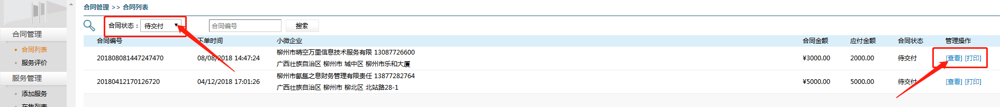 合同管理 >> 合同列表
合同管理
合同列表
服务评价
服务管理
添加服务
合同状态： 待交付 合同编号 搜索
合同编号 下单时间 小微企业 合同金额 应付金额 合同状态 管理操作
201808081447247470 08/08/2018 14:47:24 柳州市晴空万里信息技术服务有限 13087726600 ¥3000.00 2000.00 待交付 [查看] [打印]
广西壮族自治区 柳州市 城中区 柳州市乐和大厦
20180412170126720 04/12/2018 17:01:26 柳州市氤氲之息财务管理有限责任 13877282764 ¥5000.00 5000.00 待交付 [查看] [打印]
广西壮族自治区 柳州市 柳北区 北站路28-1